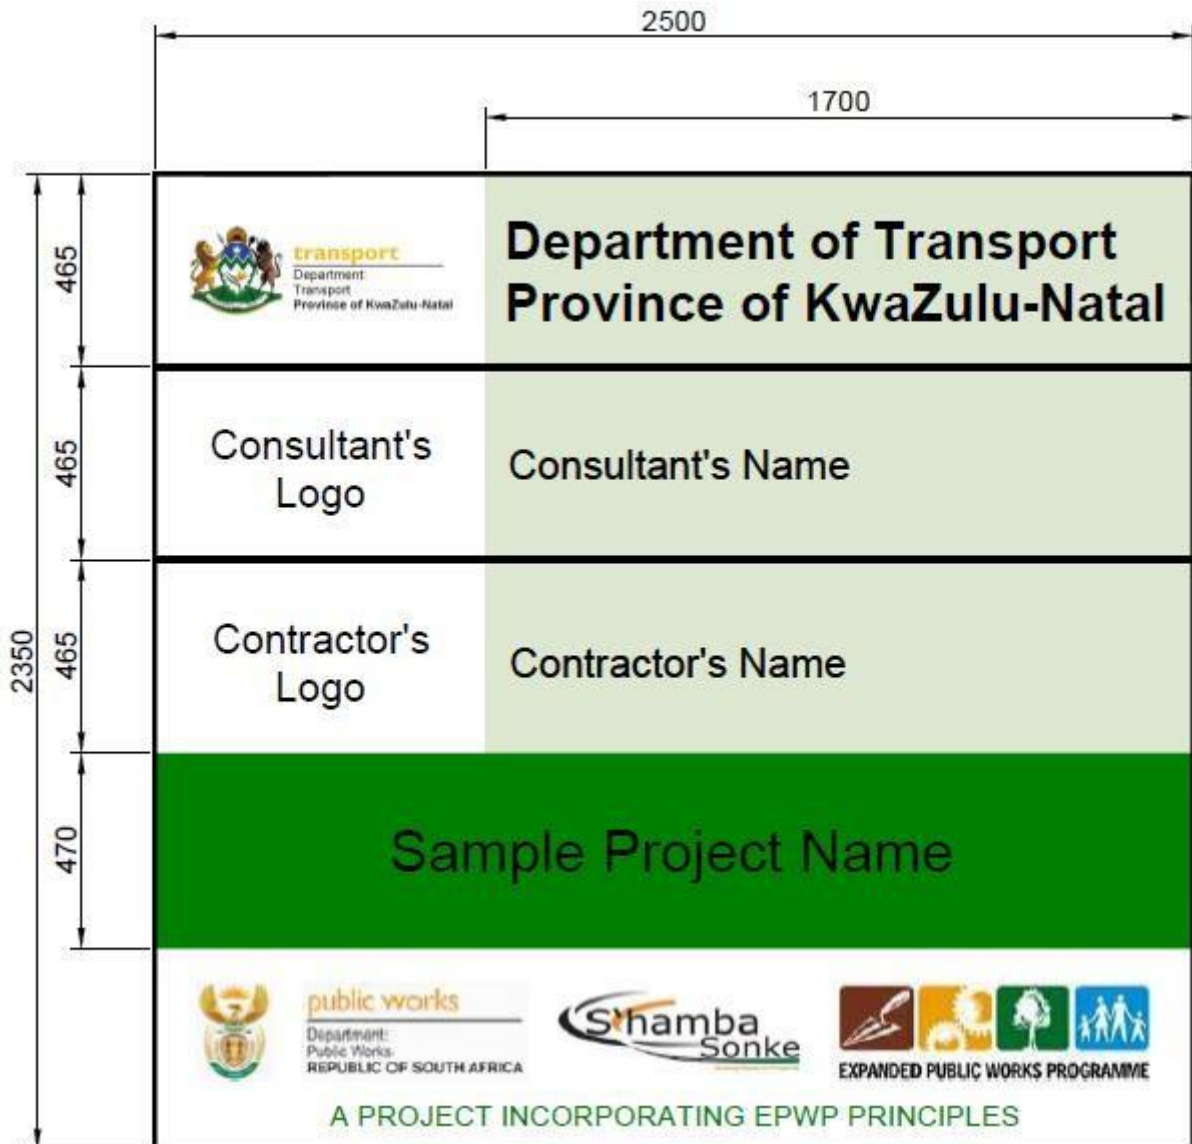 2500
1700
465
transport
Department
Transport
Province of KwaZulu-Natal
Department of Transport
Province of KwaZulu-Natal
465
Consultant's
Logo
Consultant's Name
2350
465
Contractor's
Logo
Contractor's Name
470
Sample Project Name
public works
Department:
Public Works
REPUBLIC OF SOUTH AFRICA
S'hamba
Sonke
EXPANDED PUBLIC WORKS PROGRAMME
A PROJECT INCORPORATING EPWP PRINCIPLES